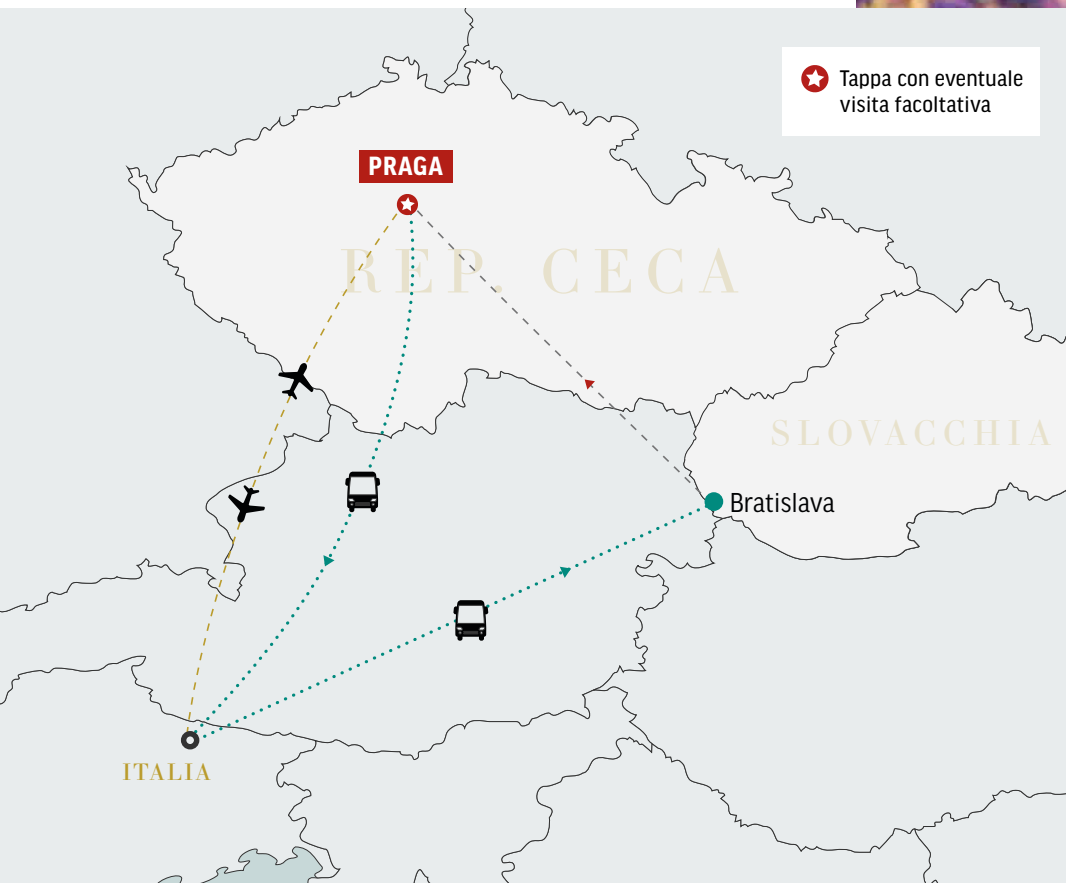 Tappa con eventuale
visita facoltativa
PRAGA
REP. CECA
SLOVACCHIA
Bratislava
ITALIA